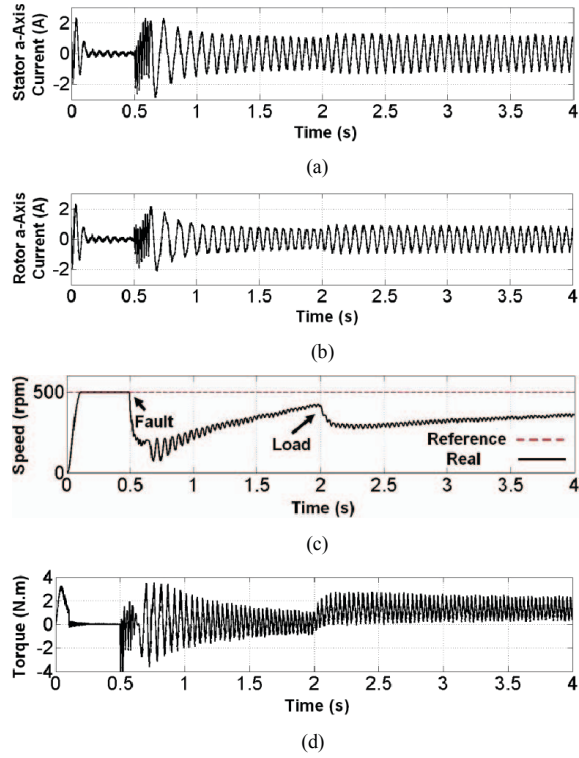 Stator a-Axis
Current (A)
2
0
-2
0 0.5 1 1.5 2 2.5 3 3.5 4
Time (s)
(a)
Rotor a-Axis
Current (A)
2
0
-2
0 0.5 1 1.5 2 2.5 3 3.5 4
Time (s)
(b)
Speed (rpm)
500
0
Fault
Load
Reference
Real
0 0.5 1 1.5 2 2.5 3 3.5 4
Time (s)
(c)
Torque (N.m)
4
2
0
-2
-4
0 0.5 1 1.5 2 2.5 3 3.5 4
Time (s)
(d)